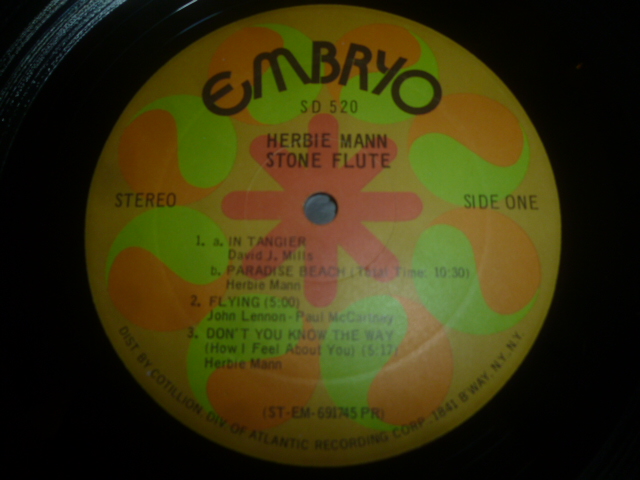 EMBRYO
SD 520
HERBIE MANN
STONE FLUTE
STEREO
SIDE ONE
1. a. IN TANGIER
David J. Mills
b. PARADISE BEACH (Total Time: 10:30)
Herbie Mann
2. FLYING (5:00)
John Lennon - Paul McCartney
3. DON'T YOU KNOW THE WAY
(How I Feel About You) (5:17)
Herbie Mann
(ST-EM-691745 PR)
DIST. BY COTILLION, DIV. OF ATLANTIC RECORDING CORP. 1841 B'WAY, N.Y., N.Y.